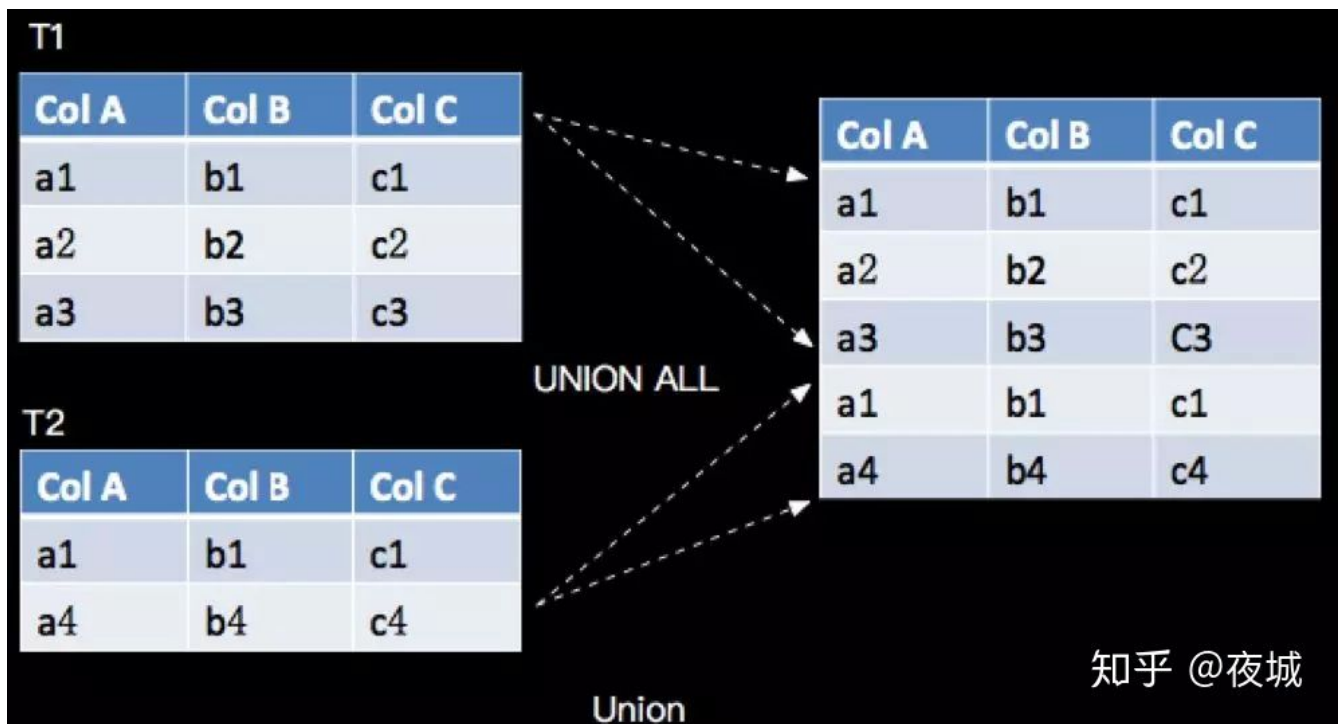 T1
Col A Col B Col C
a1 b1 c1
a2 b2 c2
a3 b3 c3
UNION ALL
T2
Col A Col B Col C
a1 b1 c1
a4 b4 c4
Col A Col B Col C
a1 b1 c1
a2 b2 c2
a3 b3 C3
a1 b1 c1
a4 b4 c4
Union
知乎 @夜城